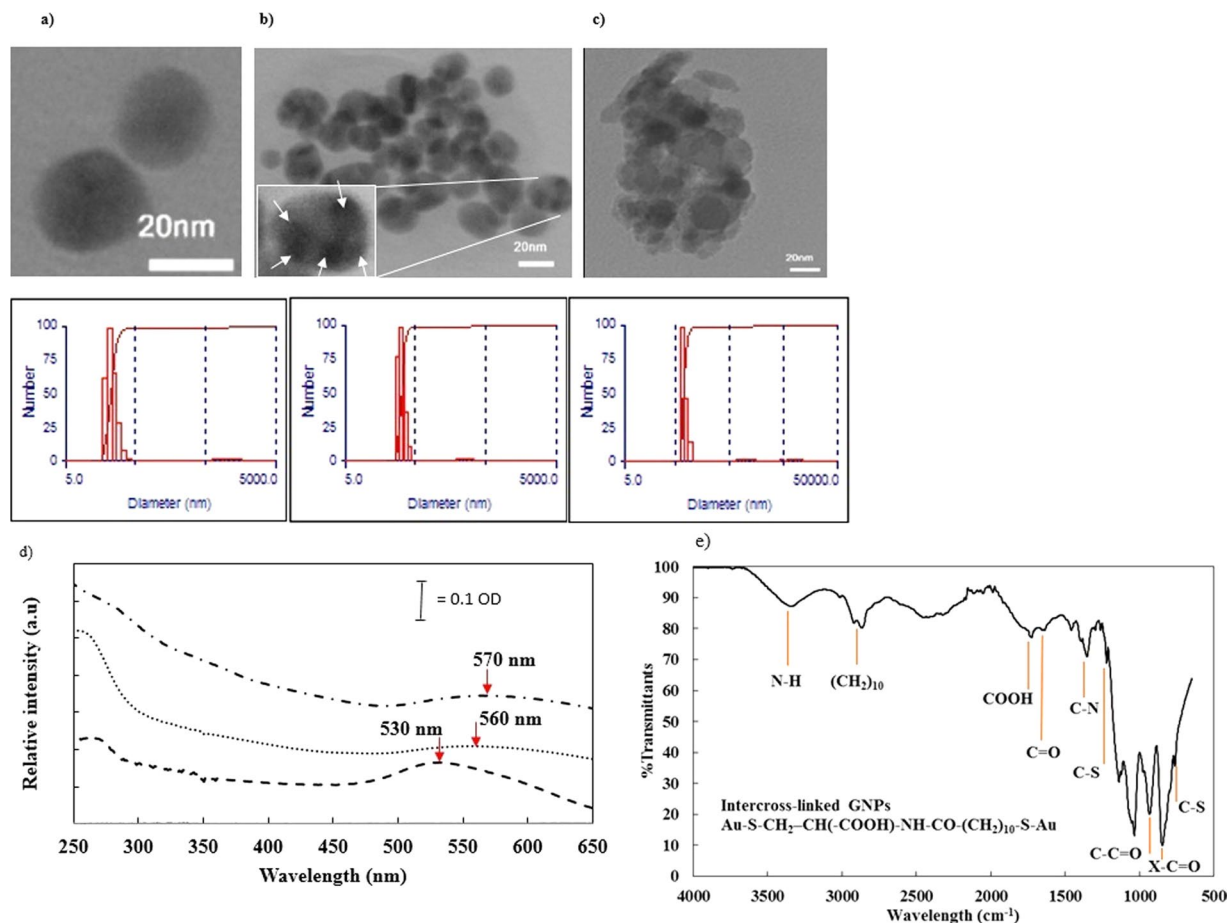 a)
b)
c)
20nm
20nm
20nm
100
75
50
25
0
Number
5.0
5000.0
Diameter (nm)
100
75
50
25
0
Number
5.0
5000.0
Diameter (nm)
100
75
50
25
0
Number
5.0
50000.0
Diameter (nm)
d)
= 0.1 OD
570 nm
530 nm
560 nm
Relative intensity (a.u)
250 300 350 400 450 500 550 600 650
Wavelength (nm)
e)
100
90
80
70
60
50
40
30
20
10
0
%Transmittants
N-H
(CH₂)₁₀
COOH
C=O
C-N
C-S
C-S
C-C=O
X-C=O
Intercross-linked GNPs
Au-S-CH₂–CH(-COOH)-NH-CO-(CH₂)₁₀-S-Au
4000 3500 3000 2500 2000 1500 1000 500
Wavelength (cm⁻¹)